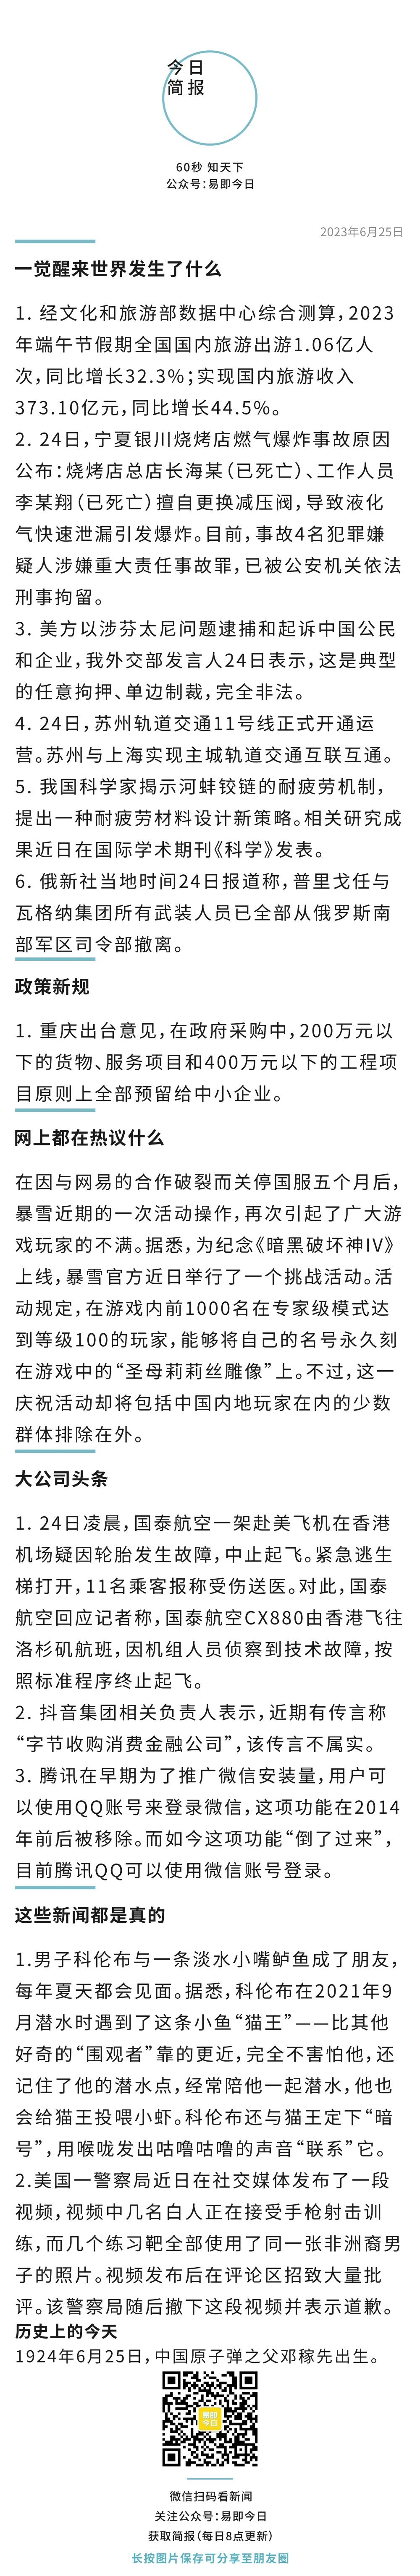 今日
简报
60秒 知天下
公众号：易即今日
2023年6月25日
一觉醒来世界发生了什么
1. 经文化和旅游部数据中心综合测算，2023
年端午节假期全国国内旅游出游1.06亿人
次，同比增长32.3%；实现国内旅游收入
373.10亿元，同比增长44.5%。
2. 24日，宁夏银川烧烤店燃气爆炸事故原因
公布：烧烤店总店长海某（已死亡）、工作人员
李某翔（已死亡）擅自更换减压阀，导致液化
气快速泄漏引发爆炸。目前，事故4名犯罪嫌
疑人涉嫌重大责任事故罪，已被公安机关依法
刑事拘留。
3. 美方以涉芬太尼问题逮捕和起诉中国公民
和企业，我外交部发言人24日表示，这是典型
的任意拘押、单边制裁，完全非法。
4. 24日，苏州轨道交通11号线正式开通运
营。苏州与上海实现主城轨道交通互联互通。
5. 我国科学家揭示河蚌铰链的耐疲劳机制，
提出一种耐疲劳材料设计新策略。相关研究成
果近日在国际学术期刊《科学》发表。
6. 俄新社当地时间24日报道称，普里戈任与
瓦格纳集团所有武装人员已全部从俄罗斯南
部军区司令部撤离。
政策新规
1. 重庆出台意见，在政府采购中，200万元以
下的货物、服务项目和400万元以下的工程项
目原则上全部预留给中小企业。
网上都在热议什么
在因与网易的合作破裂而关停国服五个月后，
暴雪近期的一次活动操作，再次引起了广大游
戏玩家的不满。据悉，为纪念《暗黑破坏神IV》
上线，暴雪官方近日举行了一个挑战活动。活
动规定，在游戏内前1000名在专家级模式达
到等级100的玩家，能够将自己的名号永久刻
在游戏中的“圣母莉莉丝雕像”上。不过，这一
庆祝活动却将包括中国内地玩家在内的少数
群体排除在外。
大公司头条
1. 24日凌晨，国泰航空一架赴美飞机在香港
机场疑因轮胎发生故障，中止起飞。紧急逃生
梯打开，11名乘客报称受伤送医。对此，国泰
航空回应记者称，国泰航空CX880由香港飞往
洛杉矶航班，因机组人员侦察到技术故障，按
照标准程序终止起飞。
2. 抖音集团相关负责人表示，近期有传言称
“字节收购消费金融公司”，该传言不属实。
3. 腾讯在早期为了推广微信安装量，用户可
以使用QQ账号来登录微信，这项功能在2014
年前后被移除。而如今这项功能“倒了过来”，
目前腾讯QQ可以使用微信账号登录。
这些新闻都是真的
1.男子科伦布与一条淡水小嘴鲈鱼成了朋友，
每年夏天都会见面。据悉，科伦布在2021年9
月潜水时遇到了这条小鱼“猫王”——比其他
好奇的“围观者”靠的更近，完全不害怕他，还
记住了他的潜水点，经常陪他一起潜水，他也
会给猫王投喂小虾。科伦布还与猫王定下“暗
号”，用喉咙发出咕噜咕噜的声音“联系”它。
2.美国一警察局近日在社交媒体发布了一段
视频，视频中几名白人正在接受手枪射击训
练，而几个练习靶全部使用了同一张非洲裔男
子的照片。视频发布后在评论区招致大量批
评。该警察局随后撤下这段视频并表示道歉。
历史上的今天
1924年6月25日，中国原子弹之父邓稼先出生。
易即
今日
微信扫码看新闻
关注公众号：易即今日
获取简报（每日8点更新）
长按图片保存可分享至朋友圈